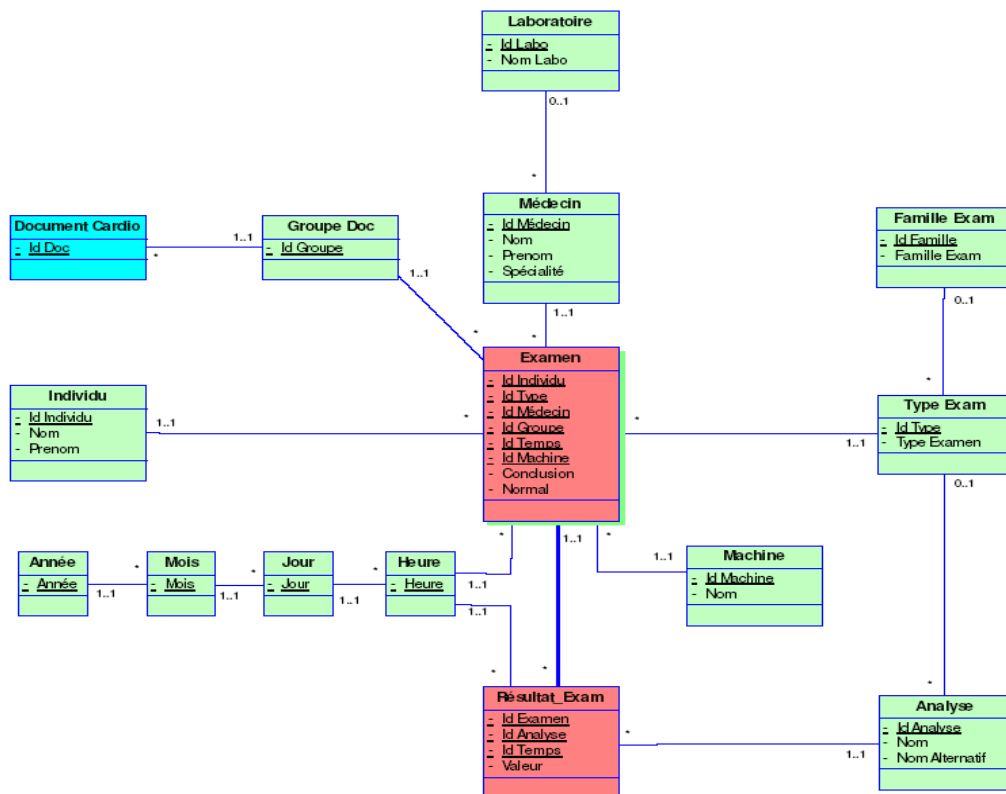 Laboratoire
- Id Labo
- Nom Labo
0..1
*
Médecin
- Id Médecin
- Nom
- Prenom
- Spécialité
1..1
*
Document Cardio
- Id Doc
*
1..1
Groupe Doc
- Id Groupe
1..1
*
Famille Exam
- Id Famille
- Famille Exam
0..1
*
Examen
- Id Individu
- Id Type
- Id Médecin
- Id Groupe
- Id Temps
- Id Machine
- Conclusion
- Normal
Individu
- Id Individu
- Nom
- Prenom
1..1
*
*
1..1
Type Exam
- Id Type
- Type Examen
0..1
*
Année
- Année
1..1
*
Mois
- Mois
1..1
*
Jour
- Jour
1..1
*
Heure
- Heure
1..1
1..1
*
*
1..1
*
*
1..1
Machine
- Id Machine
- Nom
Résultat_Exam
- Id Examen
- Id Analyse
- Id Temps
- Valeur
*
1..1
Analyse
- Id Analyse
- Nom
- Nom Alternatif